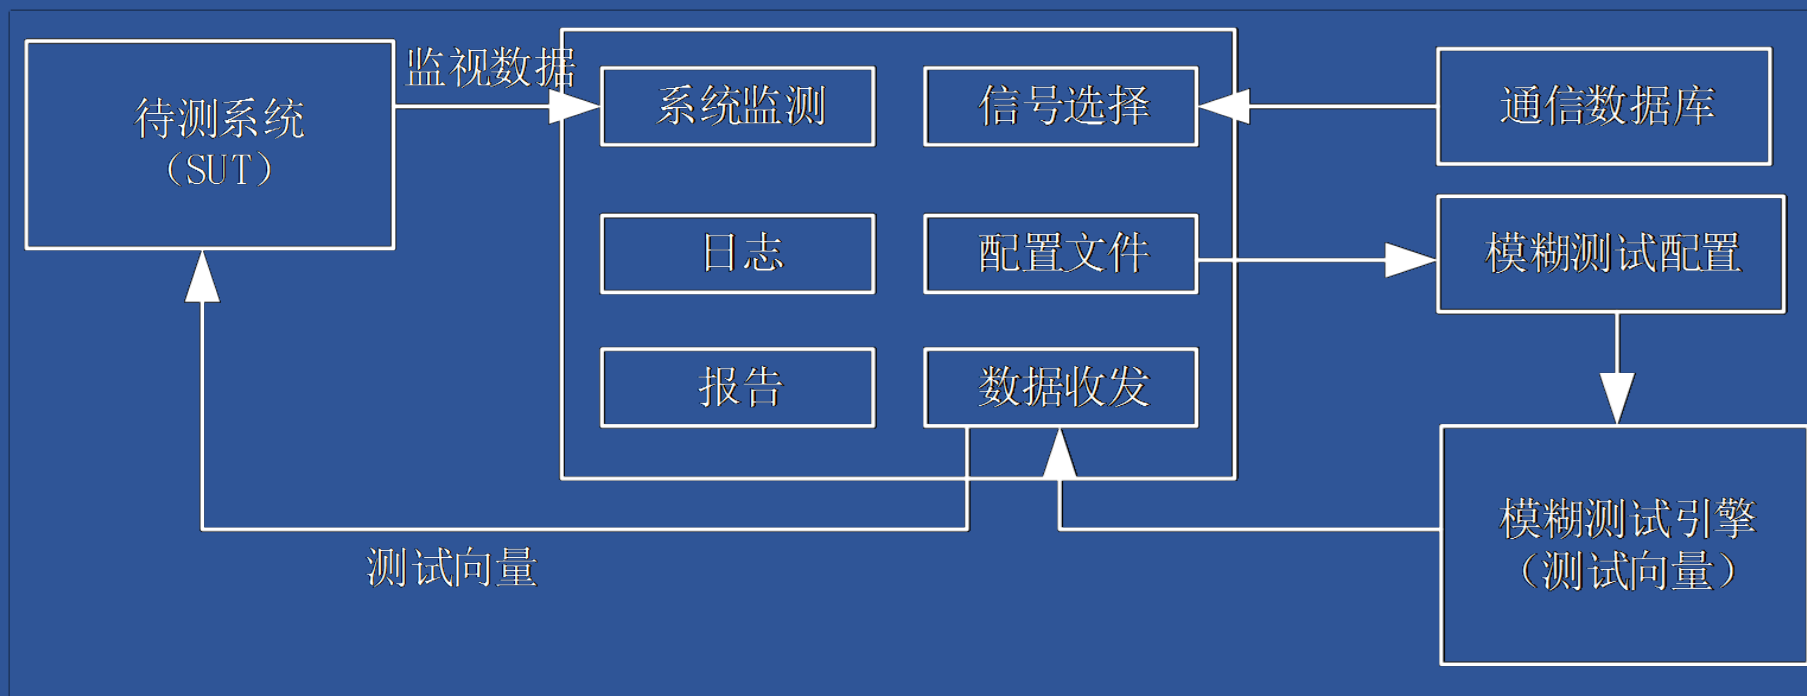 监视数据
待测系统
（SUT）
系统监测
信号选择
通信数据库
日志
配置文件
模糊测试配置
报告
数据收发
模糊测试引擎
（测试向量）
测试向量